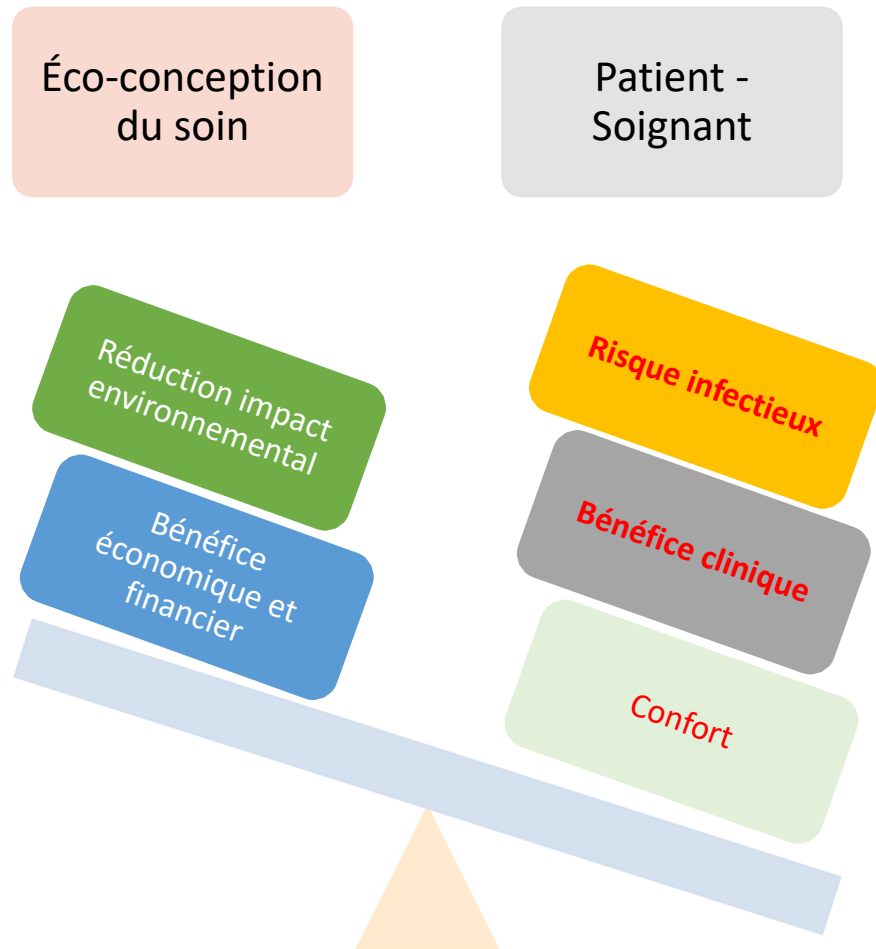 Éco-conception
du soin
Patient -
Soignant
Réduction impact
environnemental
Bénéfice
économique et
financier
Risque infectieux
Bénéfice clinique
Confort